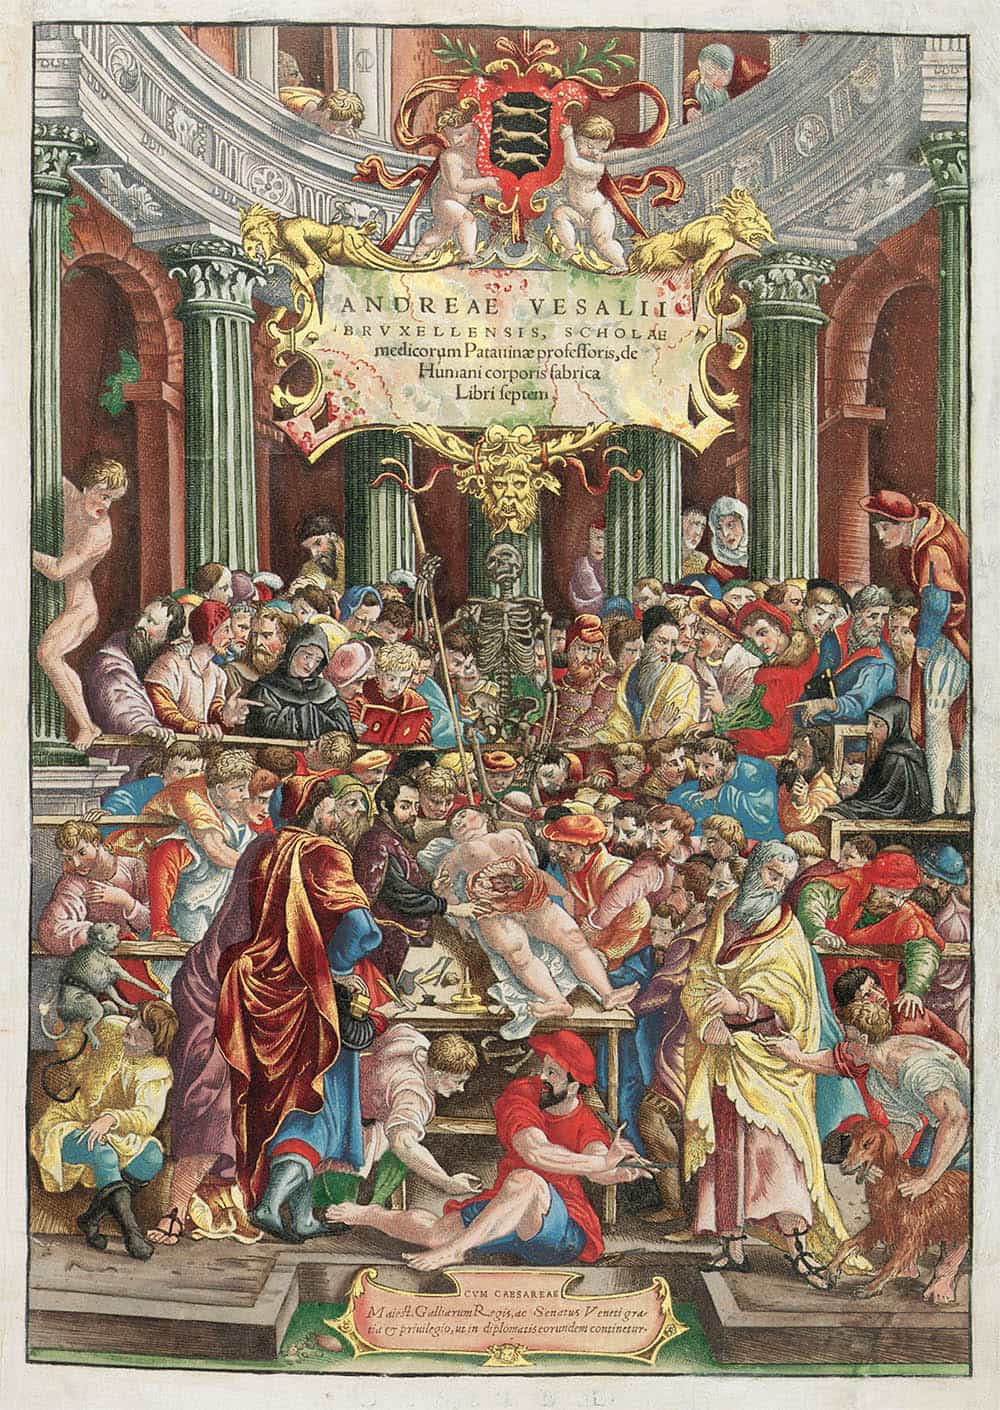 ANDREAE VESALII
BRVXELLENSIS, SCHOLAE
medicorum Patauinæ professoris, de
Humani corporis fabrica
Libri septem.
CVM CAESAREAE
Maiest. Galliarum Regis, ac Senatus Veneti gra-
tia & priuilegio, ut in diplomatis eorundem continetur.